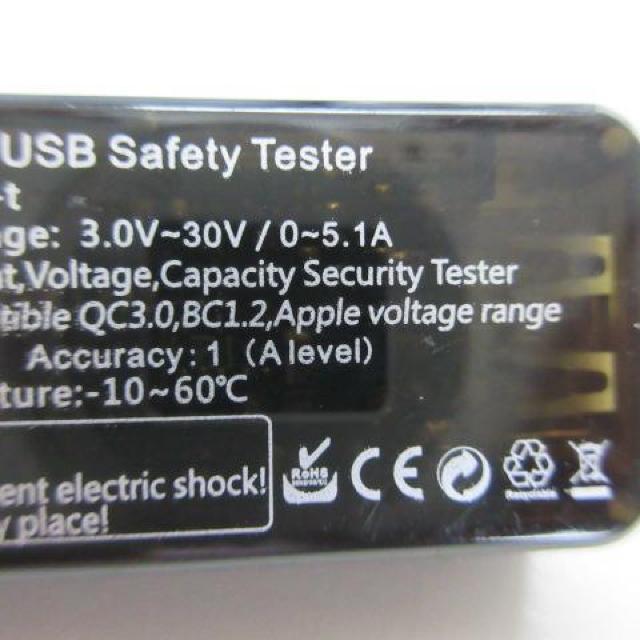 USB Safety Tester
-t
ge: 3.0V~30V / 0~5.1A
t,Voltage,Capacity Security Tester
tible QC3.0,BC1.2,Apple voltage range
Accuracy:1 (A level)
ture:-10~60℃
ent electric shock!
y place!
RoHS
CE
Recyclable